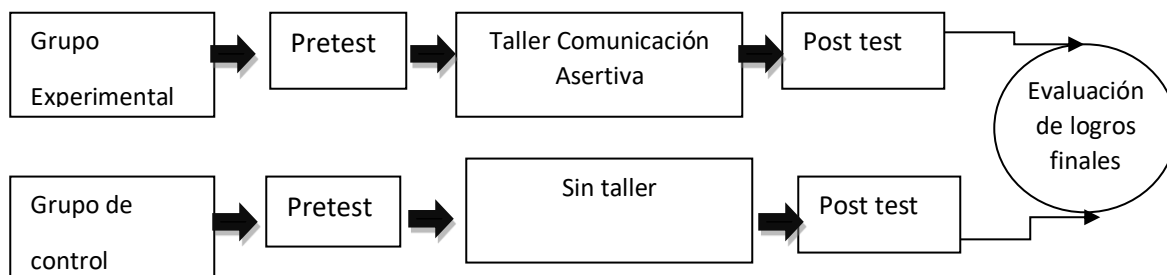 Grupo
Experimental
Pretest
Taller Comunicación
Asertiva
Post test
Evaluación
de logros
finales
Grupo de
control
Pretest
Sin taller
Post test